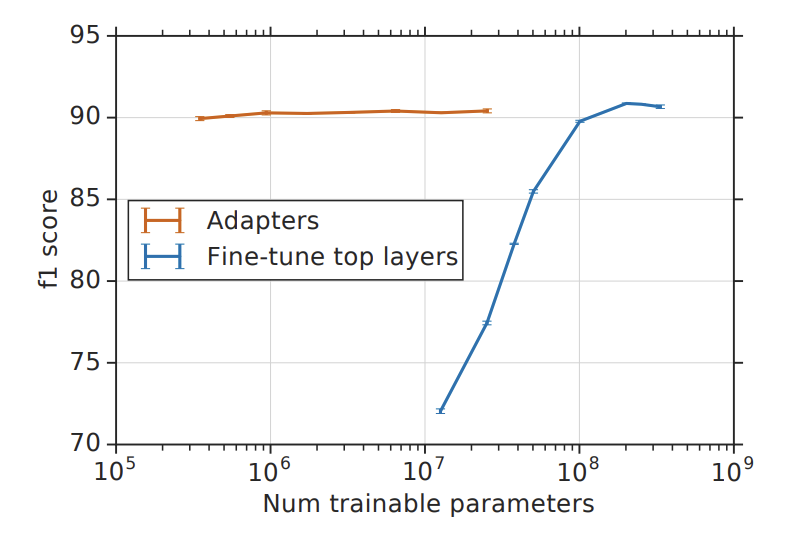 95
90
85
80
75
70
f1 score
Adapters
Fine-tune top layers
10^5 10^6 10^7 10^8 10^9
Num trainable parameters